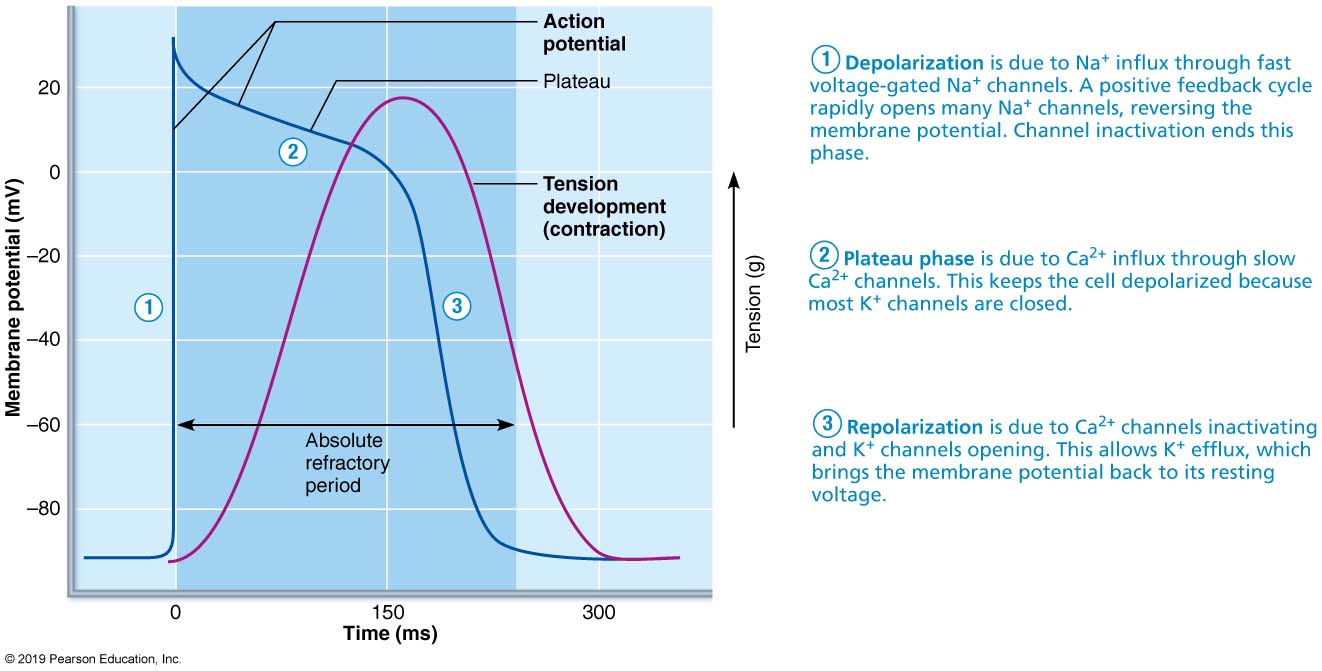 Action
potential
Plateau
20
0
–20
–40
–60
–80
Membrane potential (mV)
1
2
3
Tension
development
(contraction)
Absolute
refractory
period
0
150
300
Time (ms)
Tension (g)
1 Depolarization is due to Na⁺ influx through fast
voltage-gated Na⁺ channels. A positive feedback cycle
rapidly opens many Na⁺ channels, reversing the
membrane potential. Channel inactivation ends this
phase.
2 Plateau phase is due to Ca²⁺ influx through slow
Ca²⁺ channels. This keeps the cell depolarized because
most K⁺ channels are closed.
3 Repolarization is due to Ca²⁺ channels inactivating
and K⁺ channels opening. This allows K⁺ efflux, which
brings the membrane potential back to its resting
voltage.
© 2019 Pearson Education, Inc.